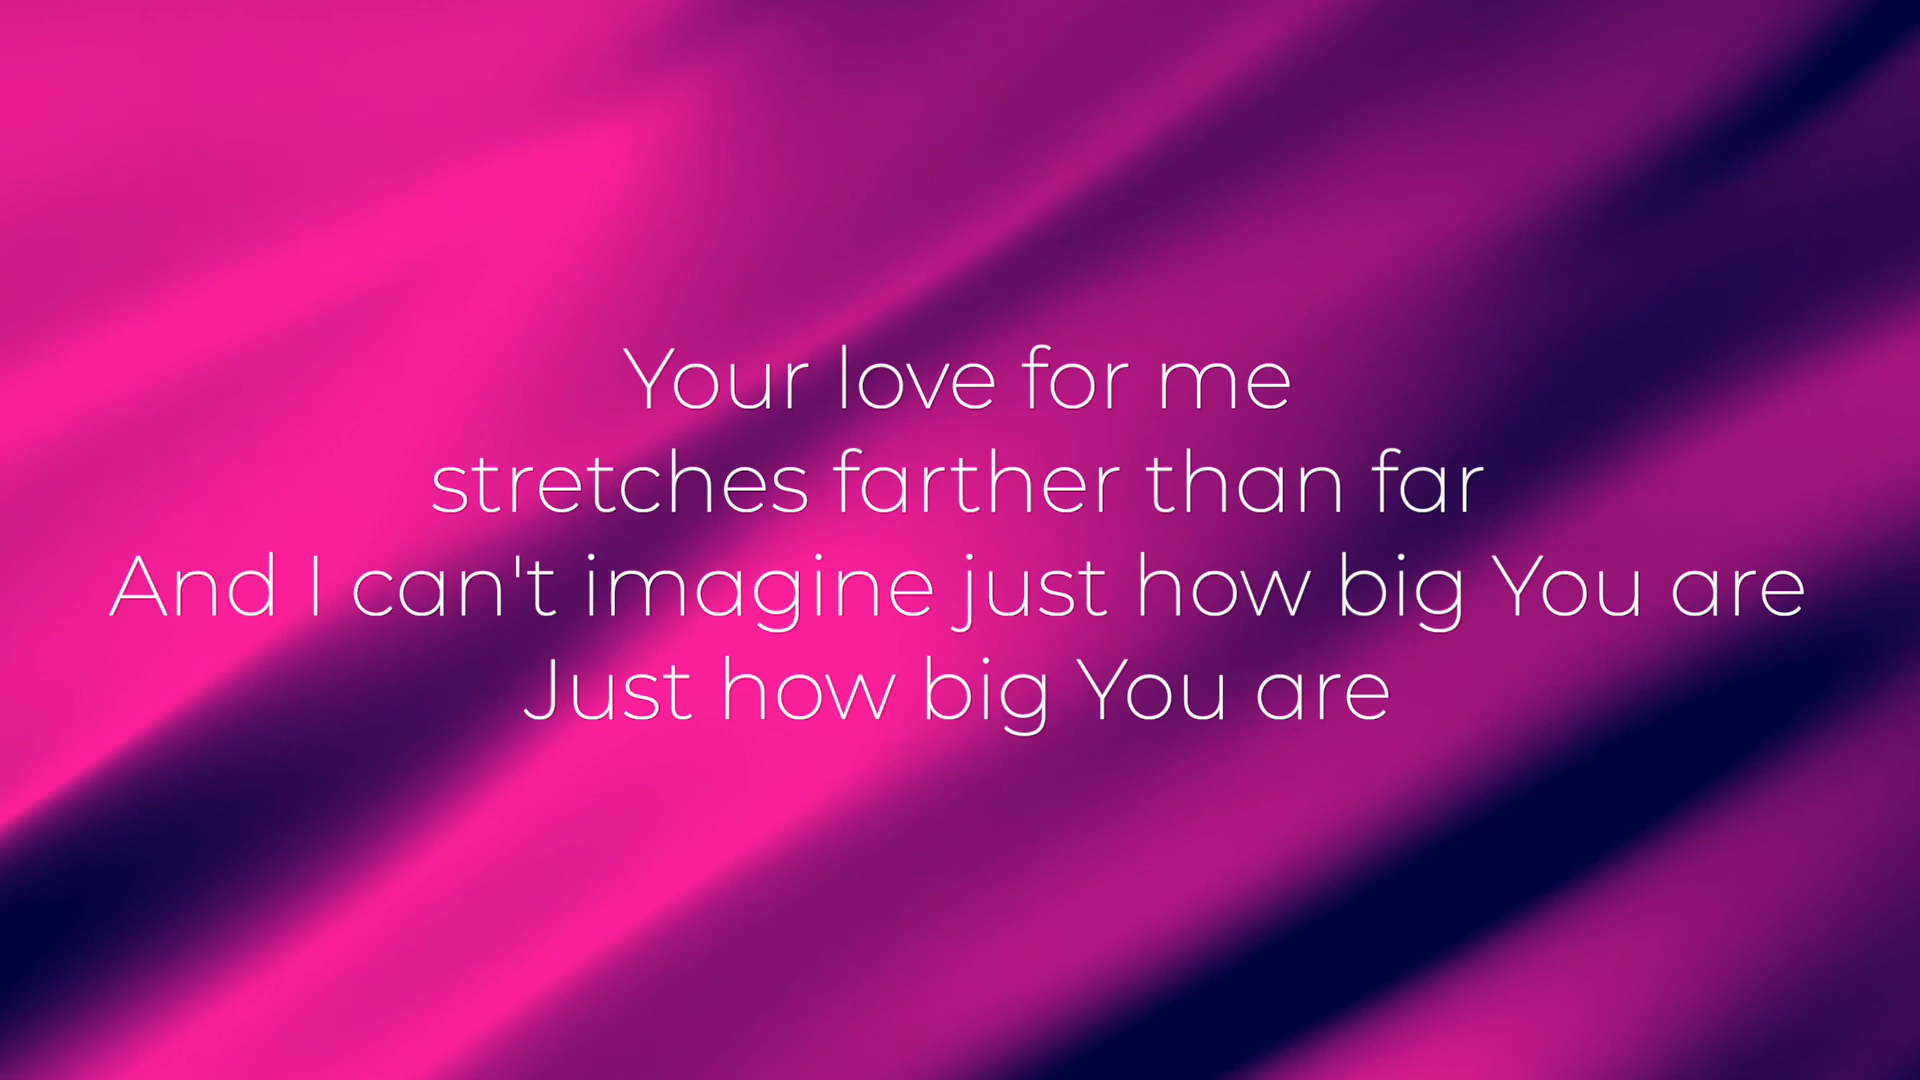 Your love for me
stretches farther than far
And I can't imagine just how big You are
Just how big You are